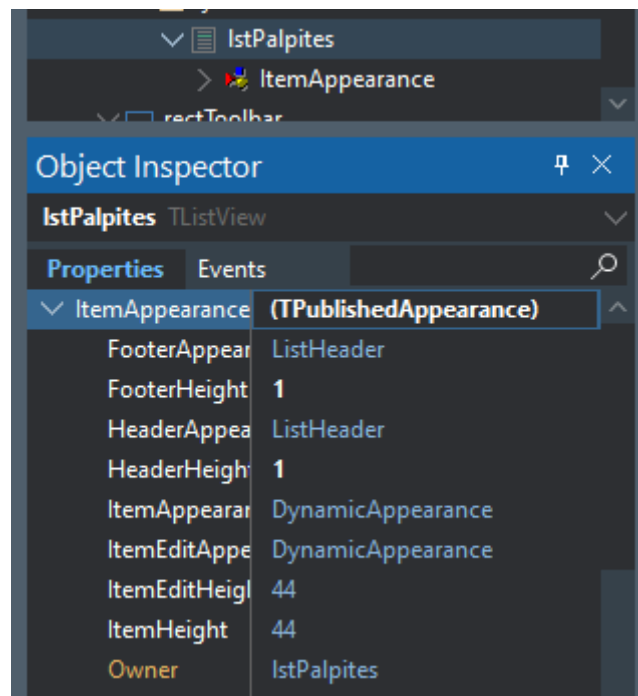 lstPalpites
ItemAppearance
rectToolbar
Object Inspector
lstPalpites TListView
Properties Events
ItemAppearance (TPublishedAppearance)
FooterAppear ListHeader
FooterHeight 1
HeaderAppea ListHeader
HeaderHeigh 1
ItemAppearar DynamicAppearance
ItemEditAppe DynamicAppearance
ItemEditHeigl 44
ItemHeight 44
Owner lstPalpites